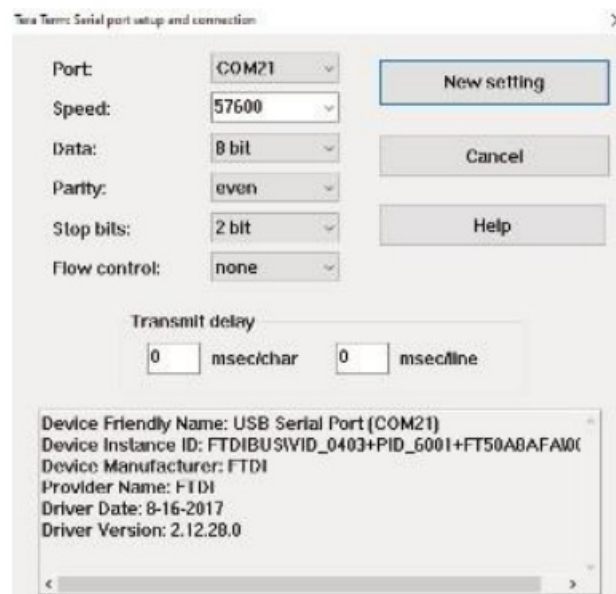 Tera Term: Serial port setup and connection
Port: COM21
New setting
Speed: 57600
Data: 8 bit
Cancel
Parity: even
Stop bits: 2 bit
Help
Flow control: none
Transmit delay
0 msec/char 0 msec/line
Device Friendly Name: USB Serial Port (COM21)
Device Instance ID: FTDIBUS\VID_0403+PID_6001+FT50A8AFA\00
Device Manufacturer: FTDI
Provider Name: FTDI
Driver Date: 8-16-2017
Driver Version: 2.12.28.0